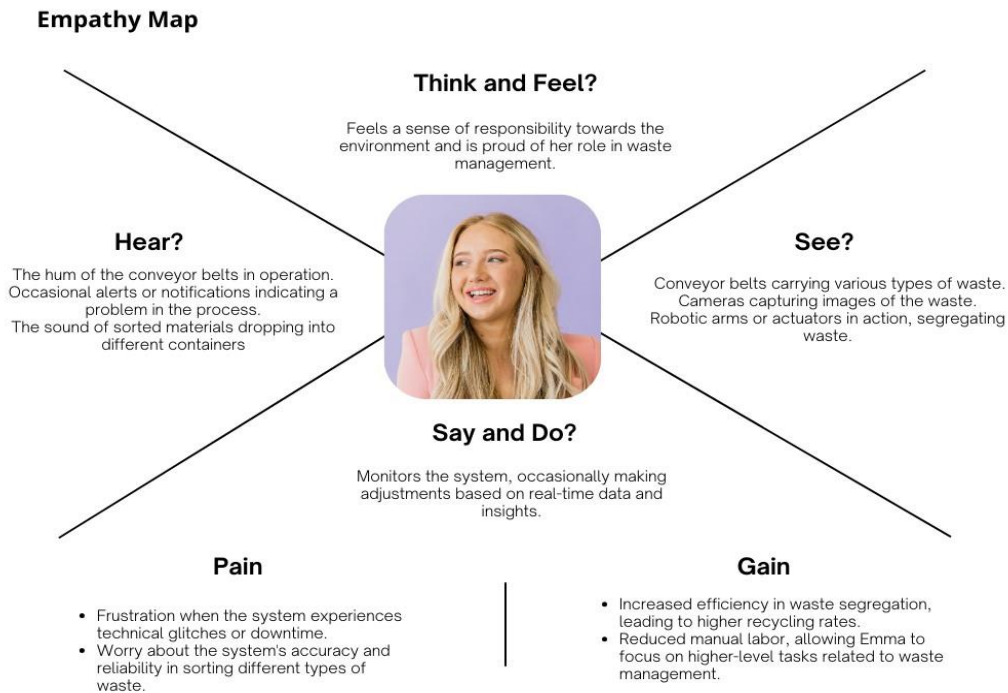 Empathy Map
Think and Feel?
Feels a sense of responsibility towards the
environment and is proud of her role in waste
management.
Hear?
The hum of the conveyor belts in operation.
Occasional alerts or notifications indicating a
problem in the process.
The sound of sorted materials dropping into
different containers
See?
Conveyor belts carrying various types of waste.
Cameras capturing images of the waste.
Robotic arms or actuators in action, segregating
waste.
Say and Do?
Monitors the system, occasionally making
adjustments based on real-time data and
insights.
Pain
• Frustration when the system experiences
technical glitches or downtime.
• Worry about the system's accuracy and
reliability in sorting different types of
waste.
Gain
• Increased efficiency in waste segregation,
leading to higher recycling rates.
• Reduced manual labor, allowing Emma to
focus on higher-level tasks related to waste
management.